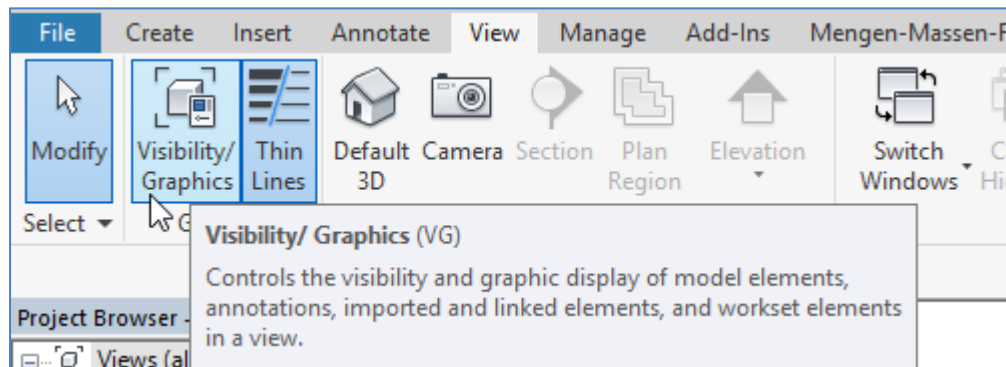 File Create Insert Annotate View Manage Add-Ins Mengen-Massen-
Modify Visibility/ Thin Default Camera Section Plan Elevation Switch
Graphics Lines 3D Region Windows
Select
Visibility/ Graphics (VG)
Controls the visibility and graphic display of model elements,
annotations, imported and linked elements, and workset elements
in a view.
Project Browser -
Views (al